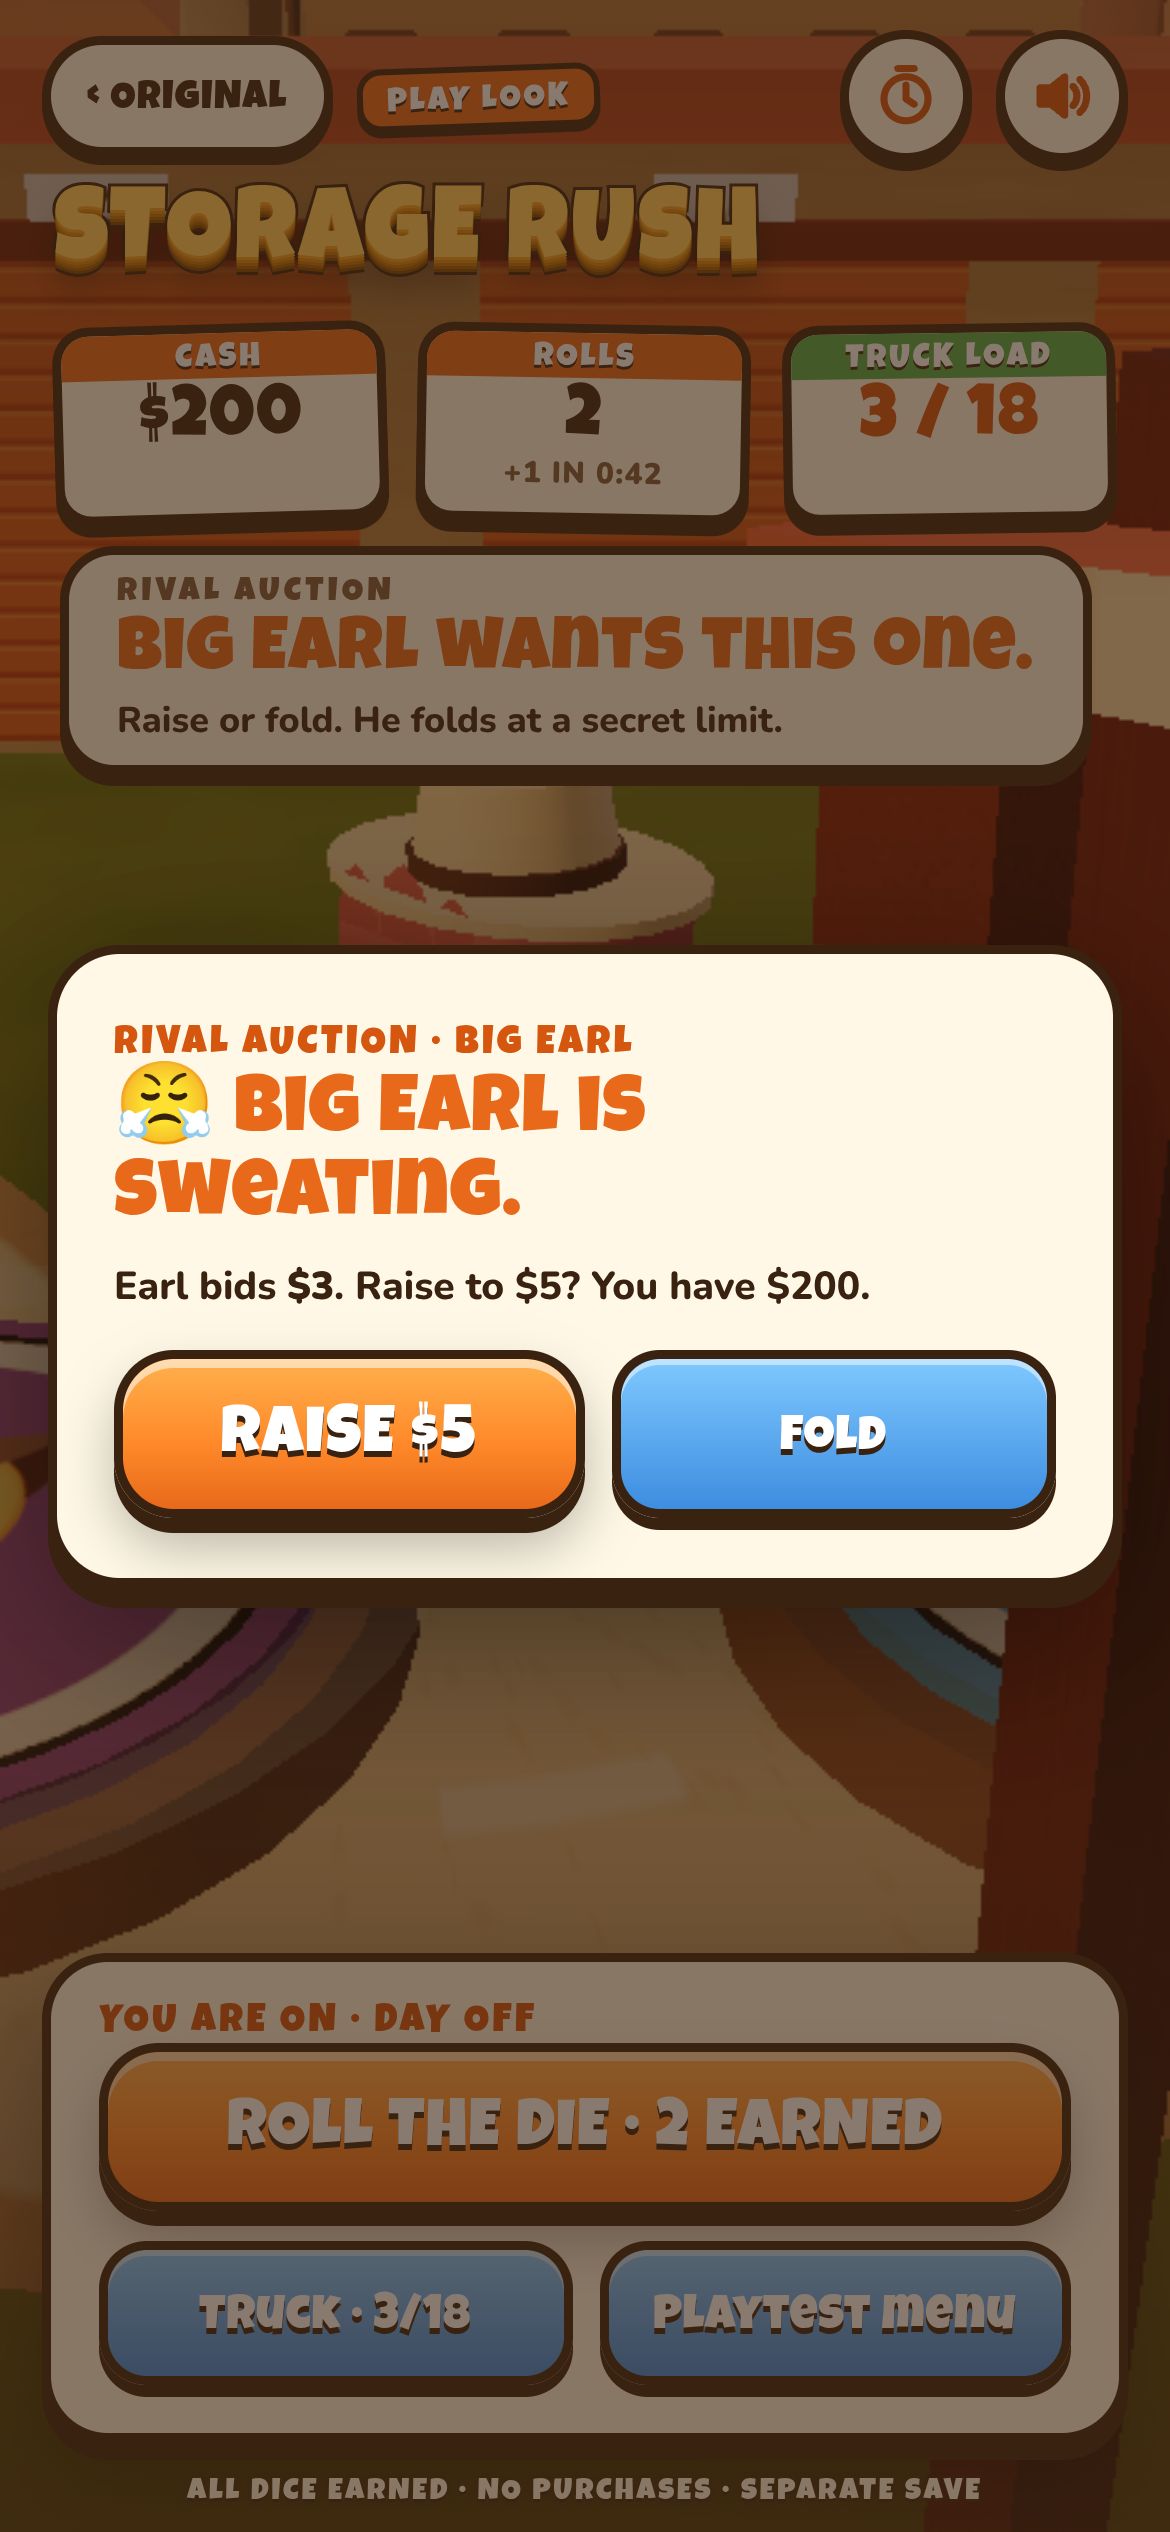 ‹ ORIGINAL
PLAY LOOK
STORAGE RUSH
CASH
$200
ROLLS
2
+1 IN 0:42
TRUCK LOAD
3 / 18
RIVAL AUCTION
BIG EARL WANTS THIS ONE.
Raise or fold. He folds at a secret limit.
RIVAL AUCTION · BIG EARL
😤 BIG EARL IS
SWEATING.
Earl bids $3. Raise to $5? You have $200.
RAISE $5
FOLD
YOU ARE ON · DAY OFF
ROLL THE DIE · 2 EARNED
TRUCK · 3/18
PLAYTEST MENU
ALL DICE EARNED · NO PURCHASES · SEPARATE SAVE